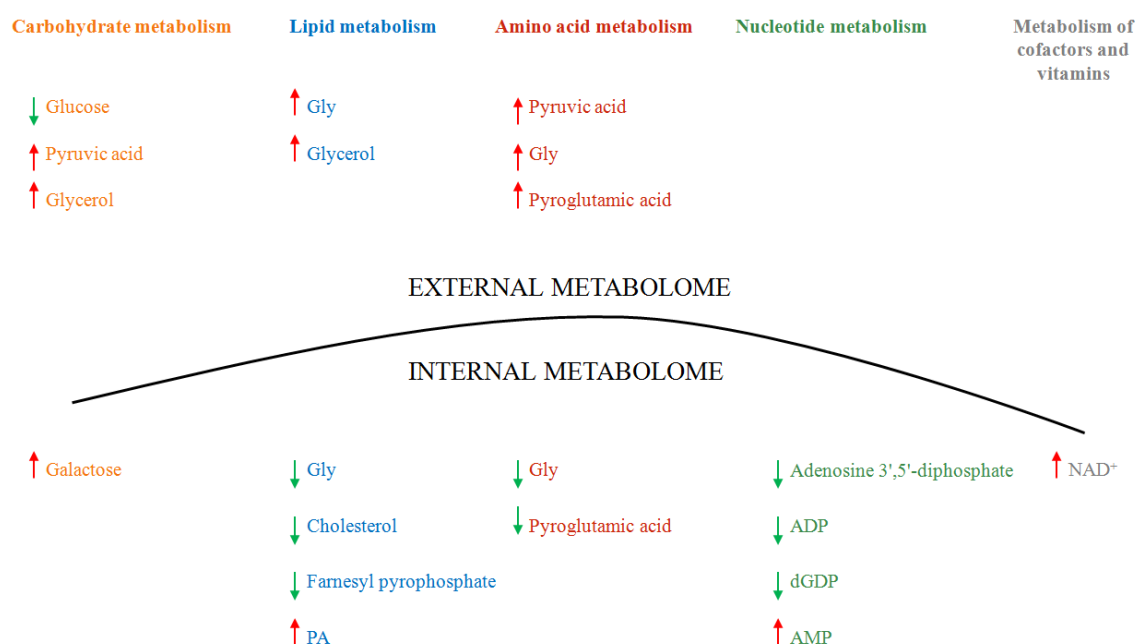 Carbohydrate metabolism
Lipid metabolism
Amino acid metabolism
Nucleotide metabolism
Metabolism of
cofactors and
vitamins
Glucose
Gly
Pyruvic acid
Pyruvic acid
Glycerol
Gly
Glycerol
Pyroglutamic acid
EXTERNAL METABOLOME
INTERNAL METABOLOME
Galactose
Gly
Gly
Adenosine 3',5'-diphosphate
NAD⁺
Cholesterol
Pyroglutamic acid
ADP
Farnesyl pyrophosphate
dGDP
PA
AMP